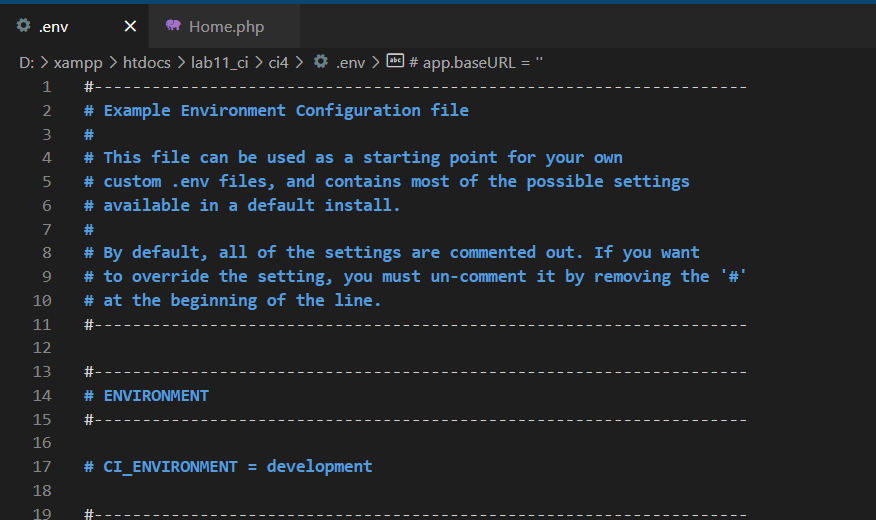 .env
Home.php
D: > xampp > htdocs > lab11_ci > ci4 > .env > abc # app.baseURL = ''
1 #--------------------------------------------------------------------
2 # Example Environment Configuration file
3 #
4 # This file can be used as a starting point for your own
5 # custom .env files, and contains most of the possible settings
6 # available in a default install.
7 #
8 # By default, all of the settings are commented out. If you want
9 # to override the setting, you must un-comment it by removing the '#'
10 # at the beginning of the line.
11 #--------------------------------------------------------------------
12
13 #--------------------------------------------------------------------
14 # ENVIRONMENT
15 #--------------------------------------------------------------------
16
17 # CI_ENVIRONMENT = development
18
19 #--------------------------------------------------------------------